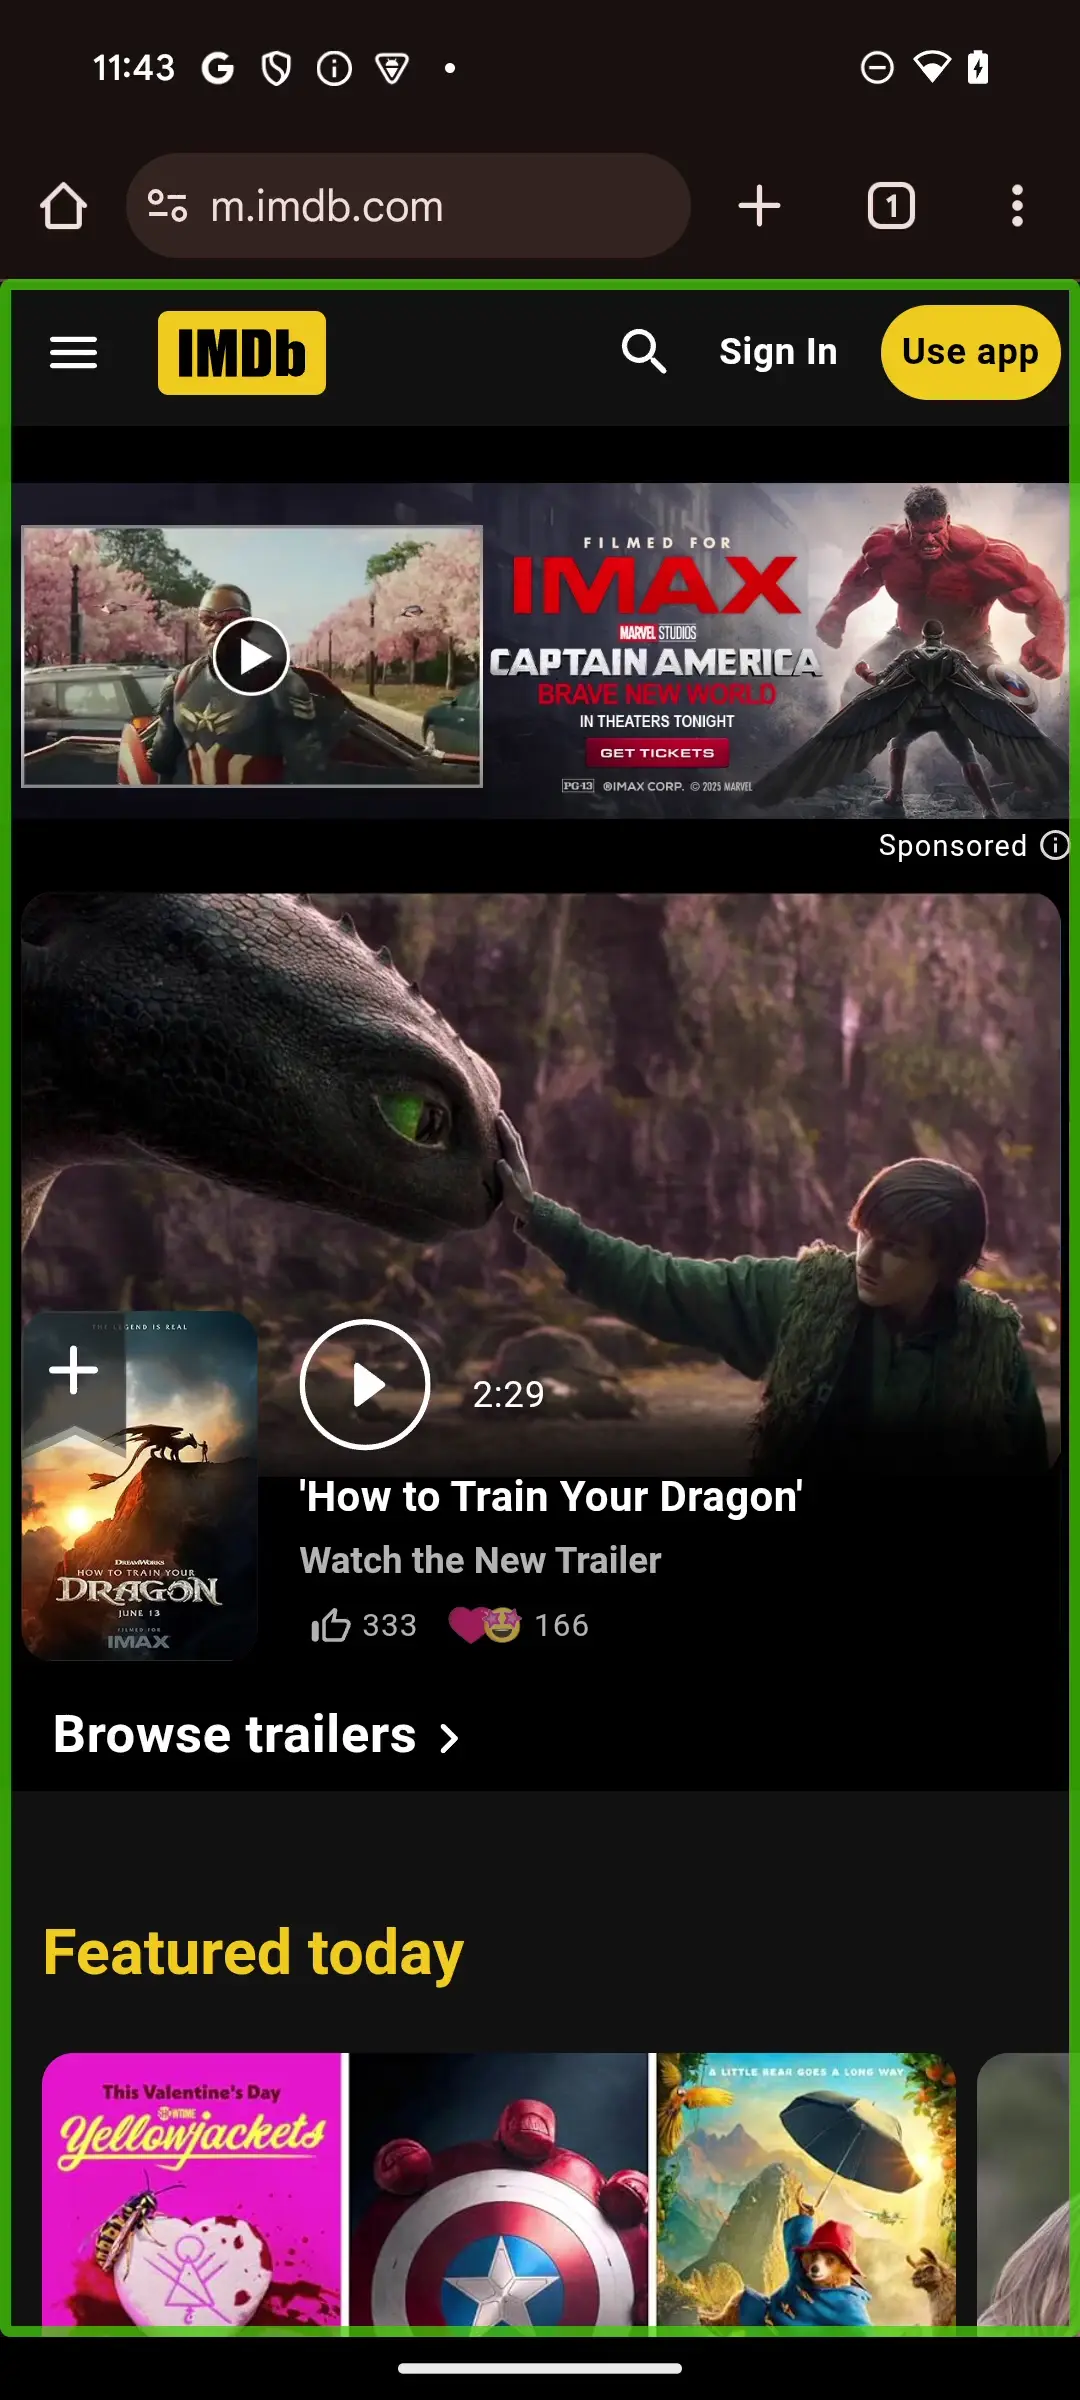 11:43
m.imdb.com
1
IMDb
Sign In
Use app
FILMED FOR
IMAX
MARVEL STUDIOS
CAPTAIN AMERICA
BRAVE NEW WORLD
IN THEATERS TONIGHT
GET TICKETS
PG-13 ®IMAX CORP. © 2025 MARVEL
Sponsored
THE LEGEND IS REAL
DREAMWORKS
HOW TO TRAIN YOUR
DRAGON
JUNE 13
FILMED FOR
IMAX
2:29
'How to Train Your Dragon'
Watch the New Trailer
333
166
Browse trailers
Featured today
This Valentine's Day
SHOWTIME
Yellowjackets
A LITTLE BEAR GOES A LONG WAY